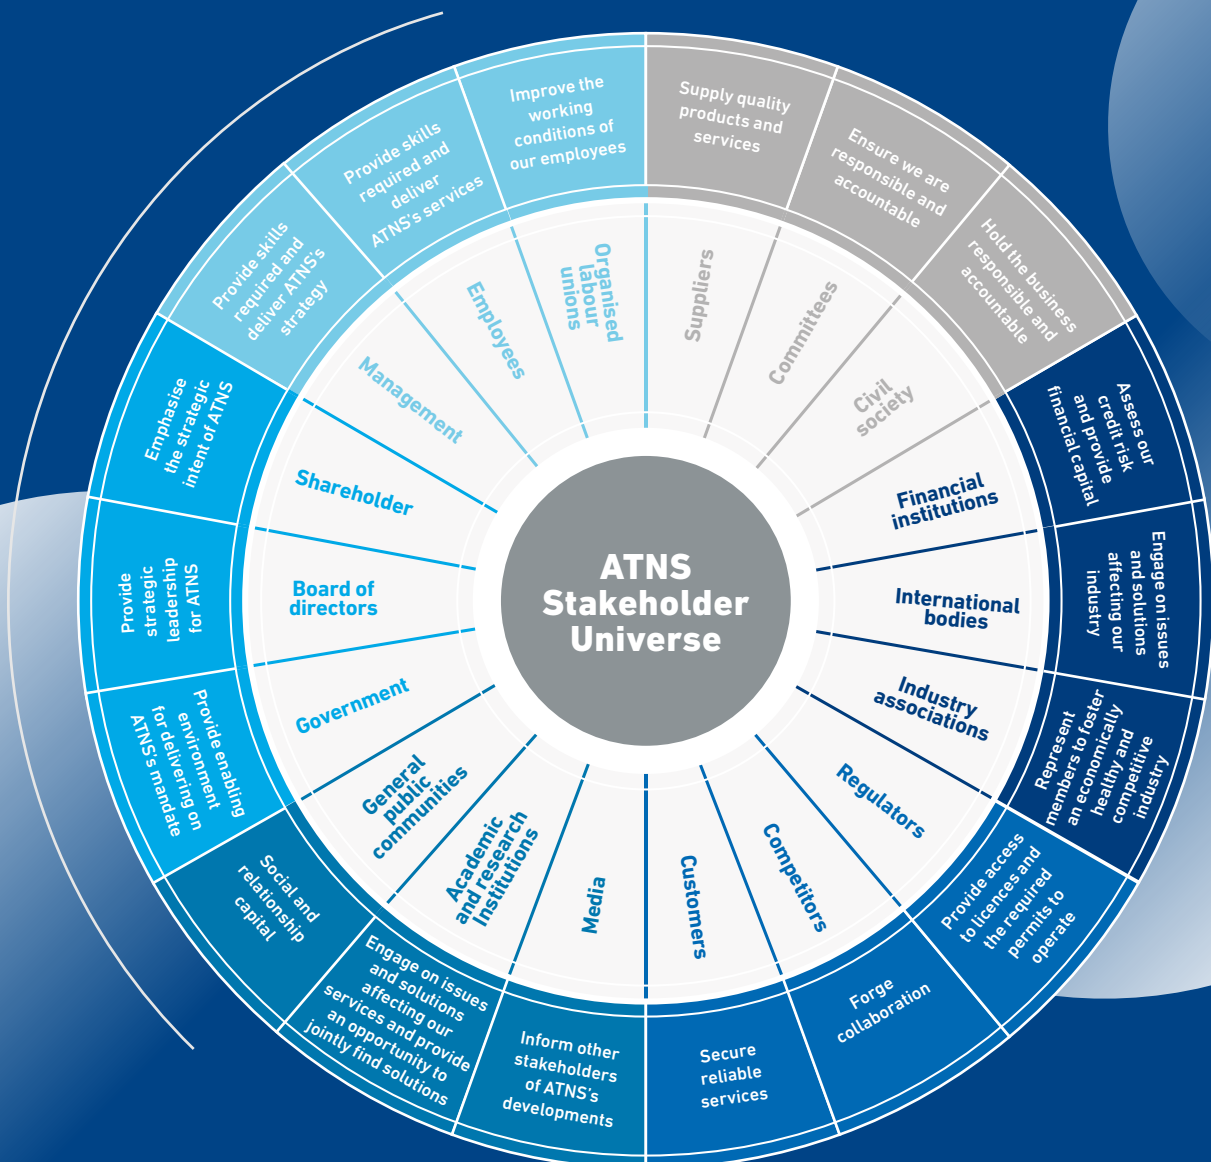 ATNS
Stakeholder
Universe
Supply quality
products and
services
Suppliers
Ensure we are
responsible and
accountable
Committees
Hold the business
responsible and
accountable
Civil
society
Assess our
credit risk
and provide
financial capital
Financial
institutions
Engage on issues
and solutions
affecting our
industry
International
bodies
Represent
members to foster
an economically
healthy and
competitive
industry
Industry
associations
Provide access
to licences and
the required
permits to
operate
Regulators
Forge
collaboration
Competitors
Secure
reliable
services
Customers
Inform other
stakeholders
of ATNS's
developments
Media
Engage on issues
and solutions
affecting our
services and provide
an opportunity to
jointly find solutions
Academic
and research
Institutions
Social and
relationship
capital
General
public
communities
Provide enabling
environment
for delivering on
ATNS's mandate
Government
Provide
strategic
leadership
for ATNS
Board of
directors
Emphasise
the strategic
intent of ATNS
Shareholder
Provide skills
required and
deliver ATNS's
strategy
Management
Provide skills
required and
deliver
ATNS's services
Employees
Improve the
working
conditions of
our employees
Organised
labour
unions